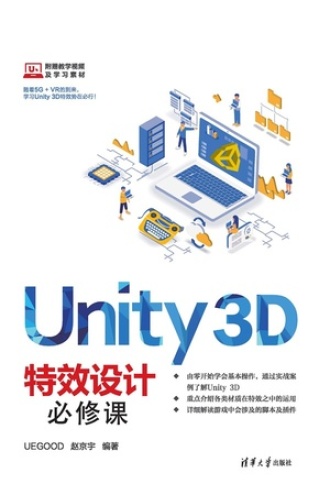 附赠教学视频
及学习素材
随着5G + VR的到来，
学习Unity 3D特效势在必行！
Unity 3D
特效设计
必修课
◆ 由零开始学会基本操作，通过实战案
例了解Unity 3D
◆ 重点介绍各类材质在特效之中的运用
◆ 详细解读游戏中会涉及的脚本及插件
UEGOOD 赵京宇 编著
清华大学出版社